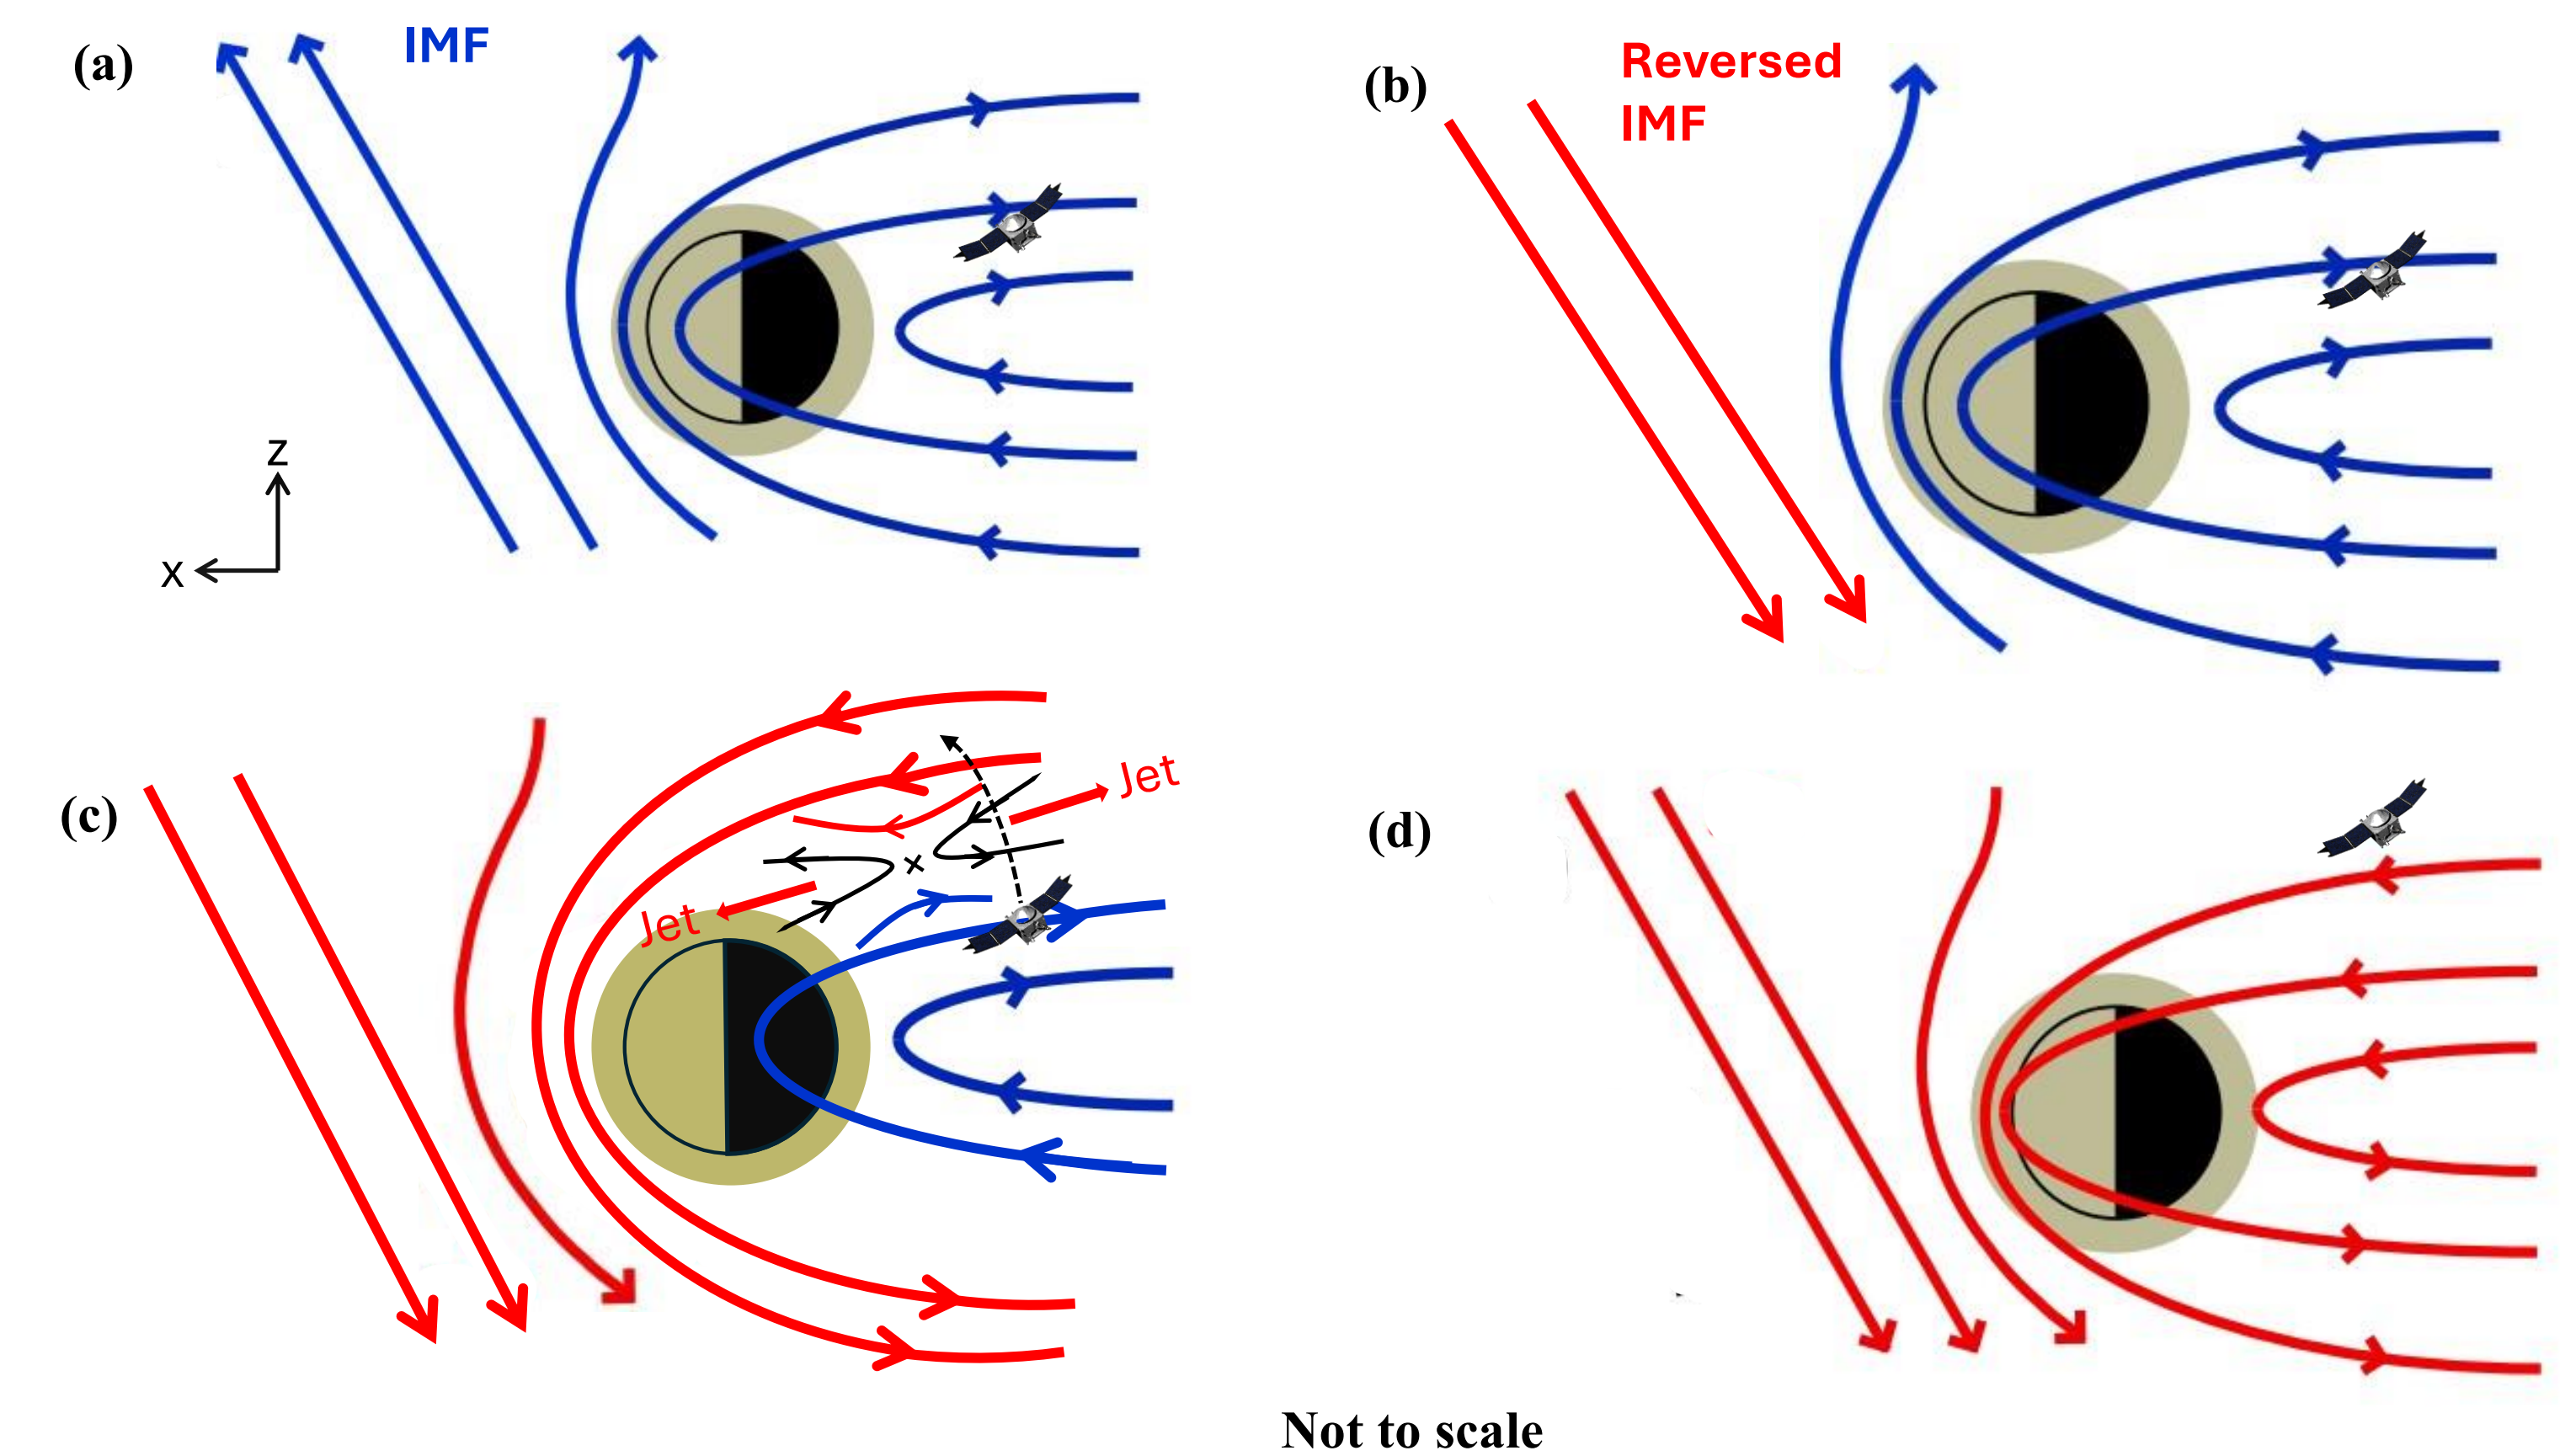 (a)
IMF
z
x
(b)
Reversed
IMF
(c)
Jet
×
Jet
(d)
Not to scale